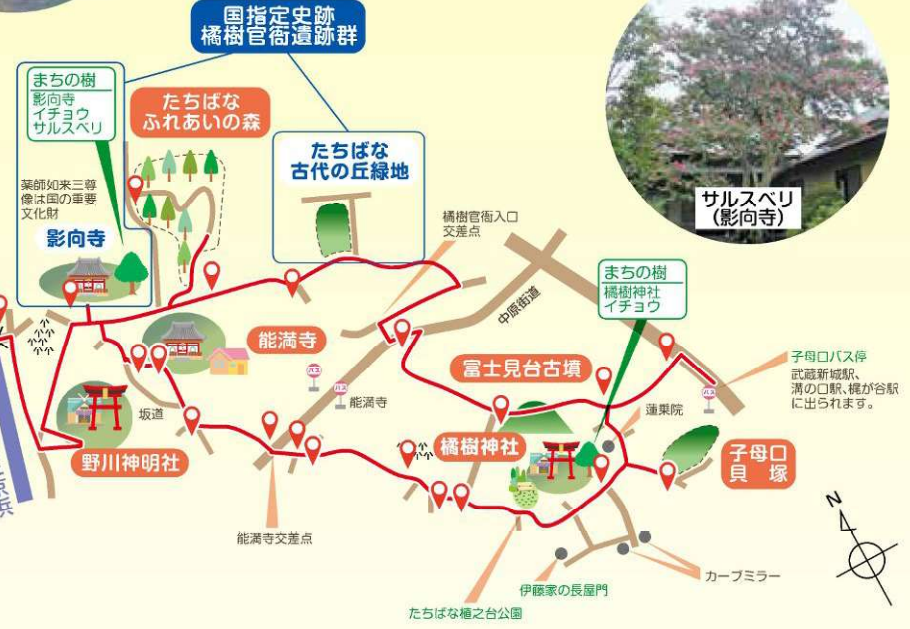 国指定史跡
橘樹官衙遺跡群
まちの樹
影向寺
イチョウ
サルスベリ
たちばな
ふれあいの森
たちばな
古代の丘緑地
薬師如来三尊
像は国の重要
文化財
影向寺
サルスベリ
(影向寺)
橘樹官衙入口
交差点
中原街道
まちの樹
橘樹神社
イチョウ
能満寺
富士見台古墳
子母口バス停
武蔵新城駅、
溝の口駅、梶が谷駅
に出られます。
バス
バス
能満寺
バス
坂道
蓮乗院
野川神明社
橘樹神社
子母口
貝塚
能満寺交差点
N
カーブミラー
伊藤家の長屋門
たちばな植之台公園
京浜